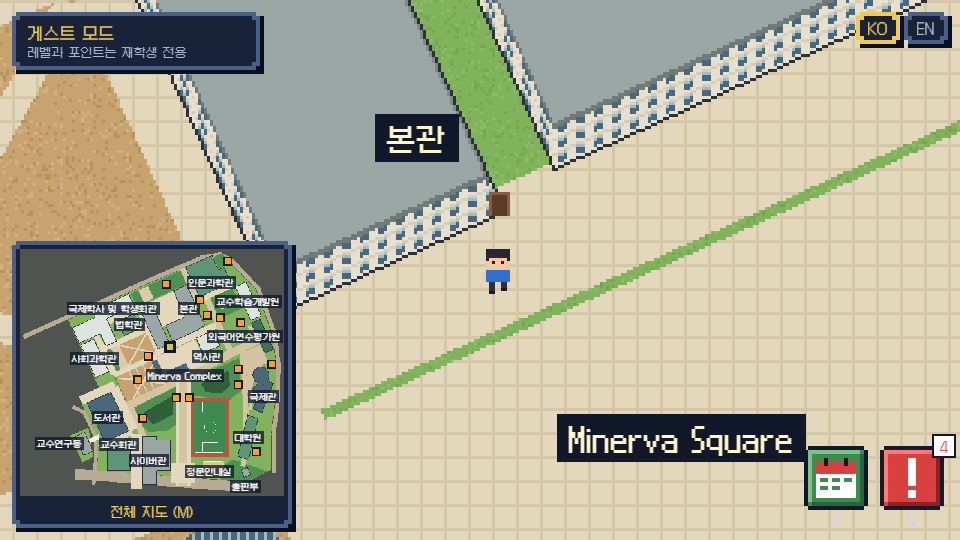 게스트 모드
레벨과 포인트는 재학생 전용
KO
EN
본관
인문과학관
국제학사 및 학생회관
본관
교수학습개발원
법학관
외국어연수평가원
사회과학관
역사관
Minerva Complex
국제관
도서관
교수연구동
교수회관
대학원
사이버관
정문안내실
출판부
전체 지도 (M)
Minerva Square
4